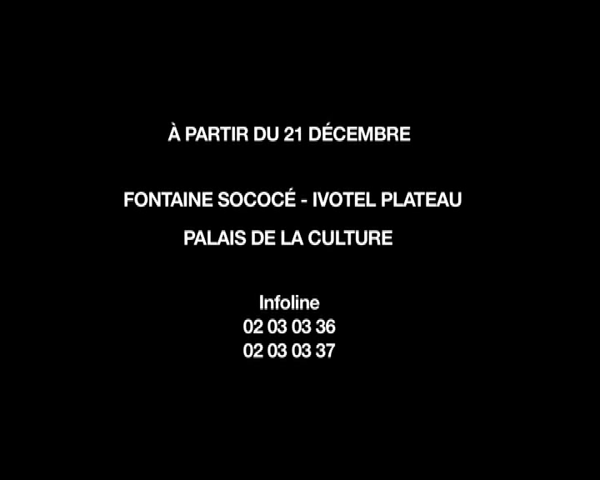 À PARTIR DU 21 DÉCEMBRE
FONTAINE SOCOCÉ - IVOTEL PLATEAU
PALAIS DE LA CULTURE
Infoline
02 03 03 36
02 03 03 37